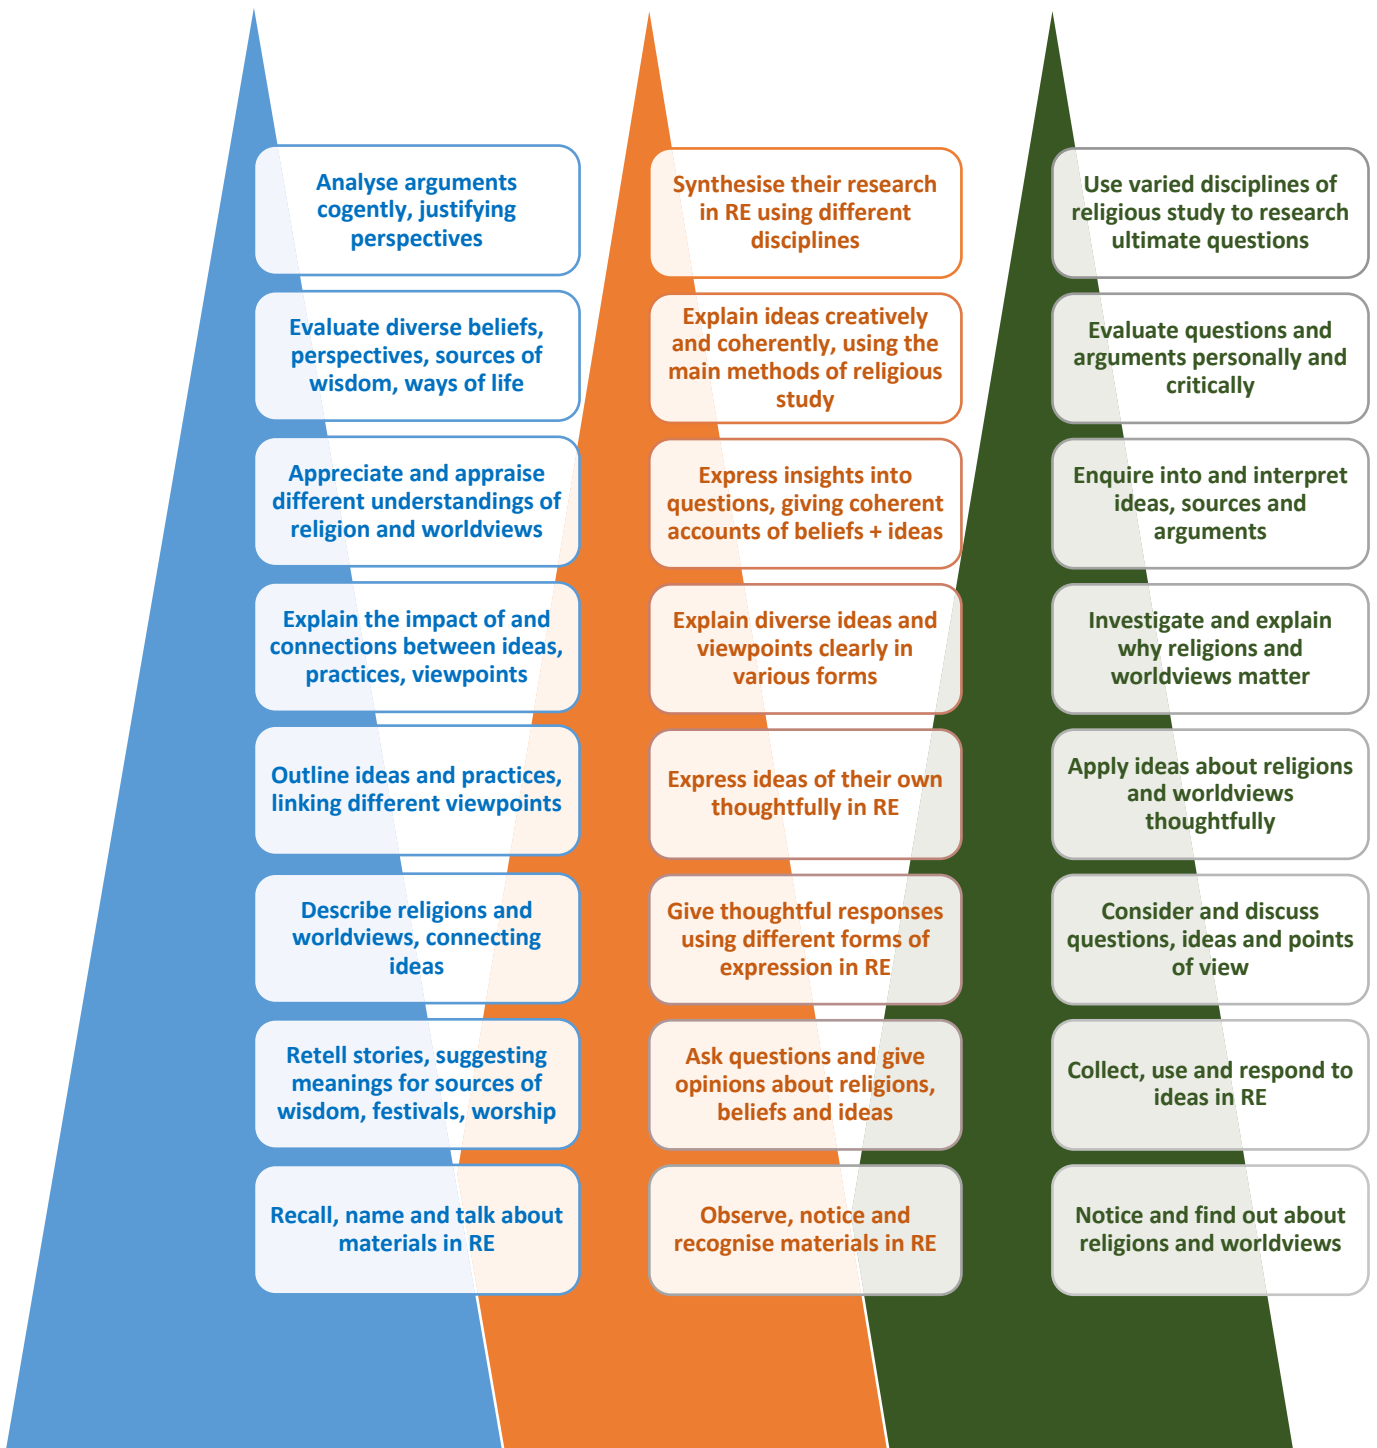 Analyse arguments
cogently, justifying
perspectives
Evaluate diverse beliefs,
perspectives, sources of
wisdom, ways of life
Appreciate and appraise
different understandings of
religion and worldviews
Explain the impact of and
connections between ideas,
practices, viewpoints
Outline ideas and practices,
linking different viewpoints
Describe religions and
worldviews, connecting
ideas
Retell stories, suggesting
meanings for sources of
wisdom, festivals, worship
Recall, name and talk about
materials in RE
Synthesise their research
in RE using different
disciplines
Explain ideas creatively
and coherently, using the
main methods of religious
study
Express insights into
questions, giving coherent
accounts of beliefs + ideas
Explain diverse ideas and
viewpoints clearly in
various forms
Express ideas of their own
thoughtfully in RE
Give thoughtful responses
using different forms of
expression in RE
Ask questions and give
opinions about religions,
beliefs and ideas
Observe, notice and
recognise materials in RE
Use varied disciplines of
religious study to research
ultimate questions
Evaluate questions and
arguments personally and
critically
Enquire into and interpret
ideas, sources and
arguments
Investigate and explain
why religions and
worldviews matter
Apply ideas about religions
and worldviews
thoughtfully
Consider and discuss
questions, ideas and points
of view
Collect, use and respond to
ideas in RE
Notice and find out about
religions and worldviews